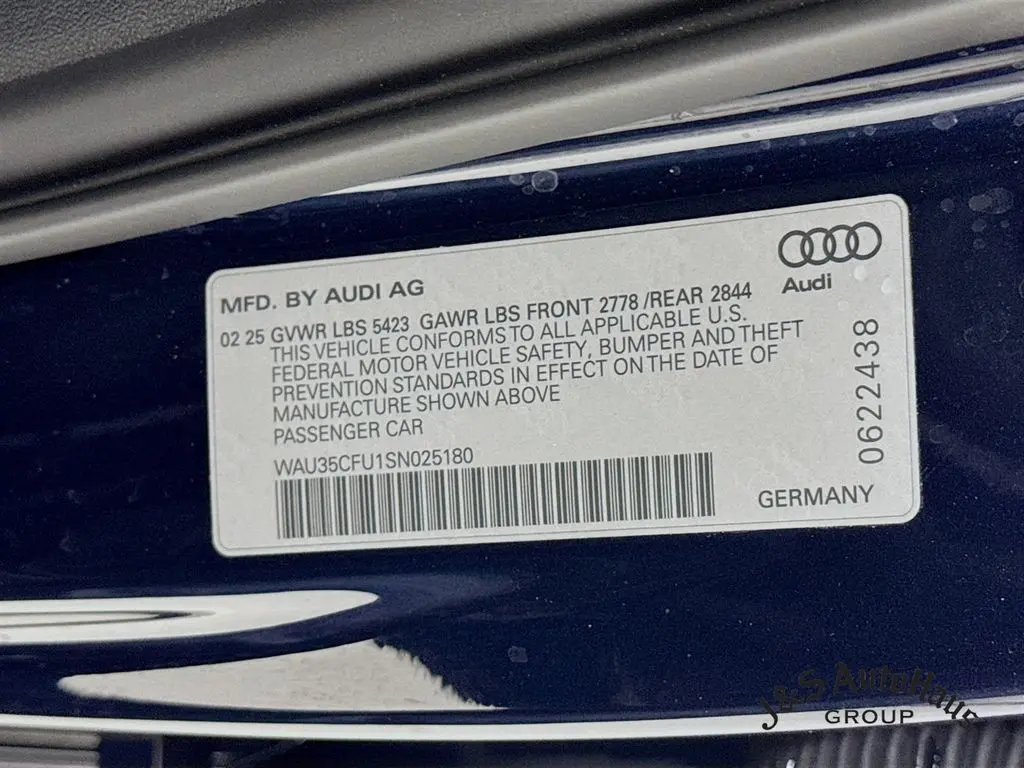 Audi
MFD. BY AUDI AG
02 25 GVWR LBS 5423 GAWR LBS FRONT 2778 /REAR 2844
THIS VEHICLE CONFORMS TO ALL APPLICABLE U.S.
FEDERAL MOTOR VEHICLE SAFETY, BUMPER AND THEFT
PREVENTION STANDARDS IN EFFECT ON THE DATE OF
MANUFACTURE SHOWN ABOVE
PASSENGER CAR
WAU35CFU1SN025180
GERMANY
0622438
J&S AutoHaus
GROUP